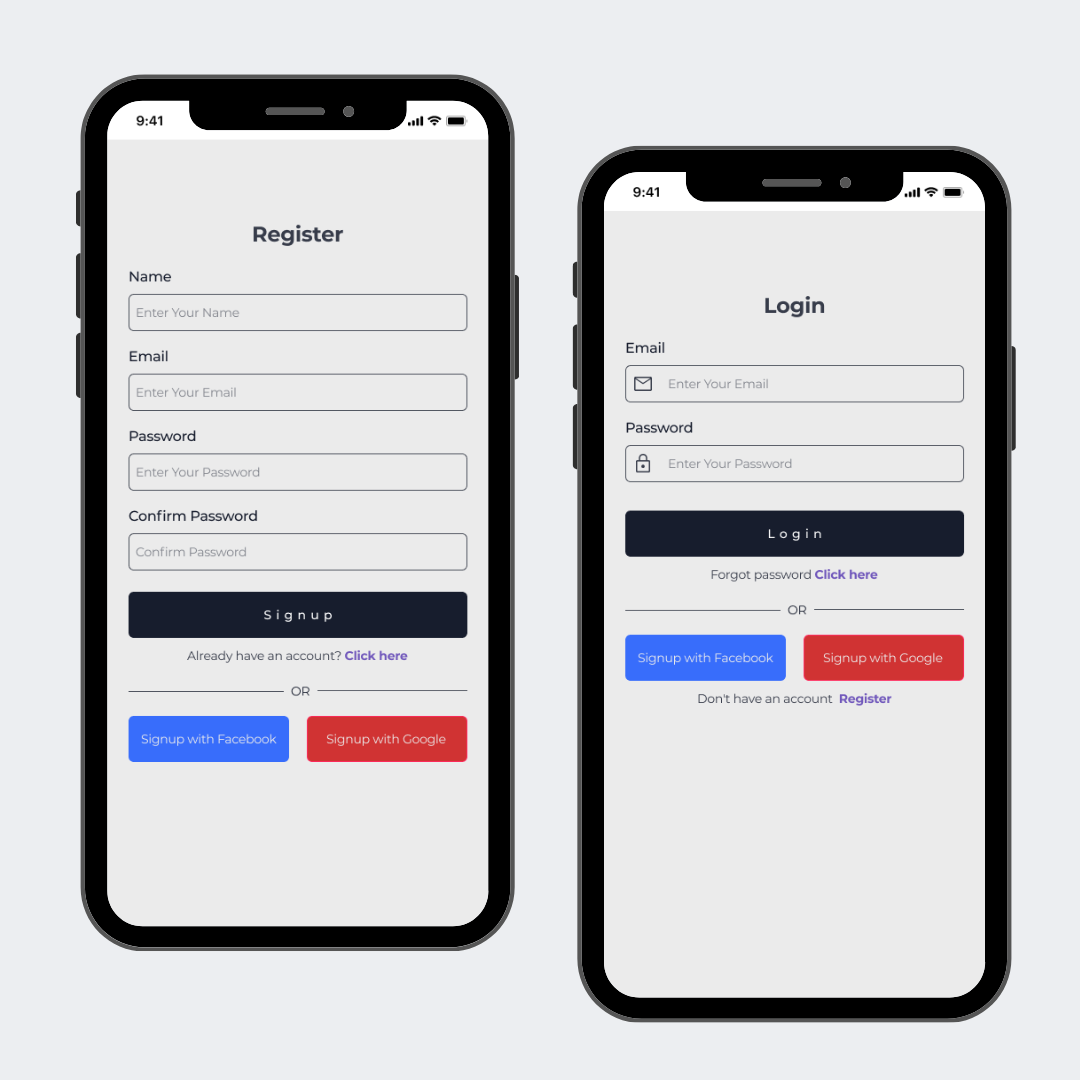 9:41
Register
Name
Enter Your Name
Email
Enter Your Email
Password
Enter Your Password
Confirm Password
Confirm Password
Signup
Already have an account? Click here
OR
Signup with Facebook
Signup with Google
9:41
Login
Email
Enter Your Email
Password
Enter Your Password
Login
Forgot password Click here
OR
Signup with Facebook
Signup with Google
Don't have an account Register